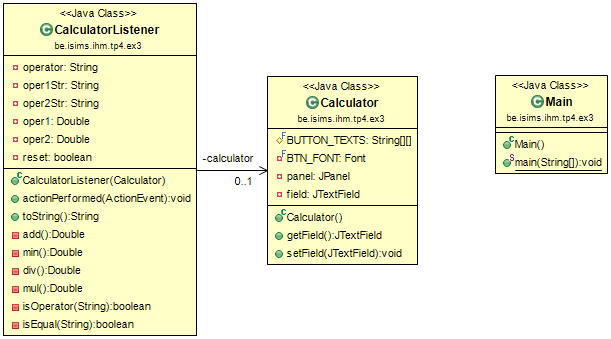 <<Java Class>>
CalculatorListener
be.isims.ihm.tp4.ex3
operator: String
oper1Str: String
oper2Str: String
oper1: Double
oper2: Double
reset: boolean
CalculatorListener(Calculator)
actionPerformed(ActionEvent):void
toString():String
add():Double
min():Double
div():Double
mul():Double
isOperator(String):boolean
isEqual(String):boolean
-calculator
0..1
<<Java Class>>
Calculator
be.isims.ihm.tp4.ex3
BUTTON_TEXTS: String[][]
BTN_FONT: Font
panel: JPanel
field: JTextField
Calculator()
getField():JTextField
setField(JTextField):void
<<Java Class>>
Main
be.isims.ihm.tp4.ex3
Main()
main(String[]):void